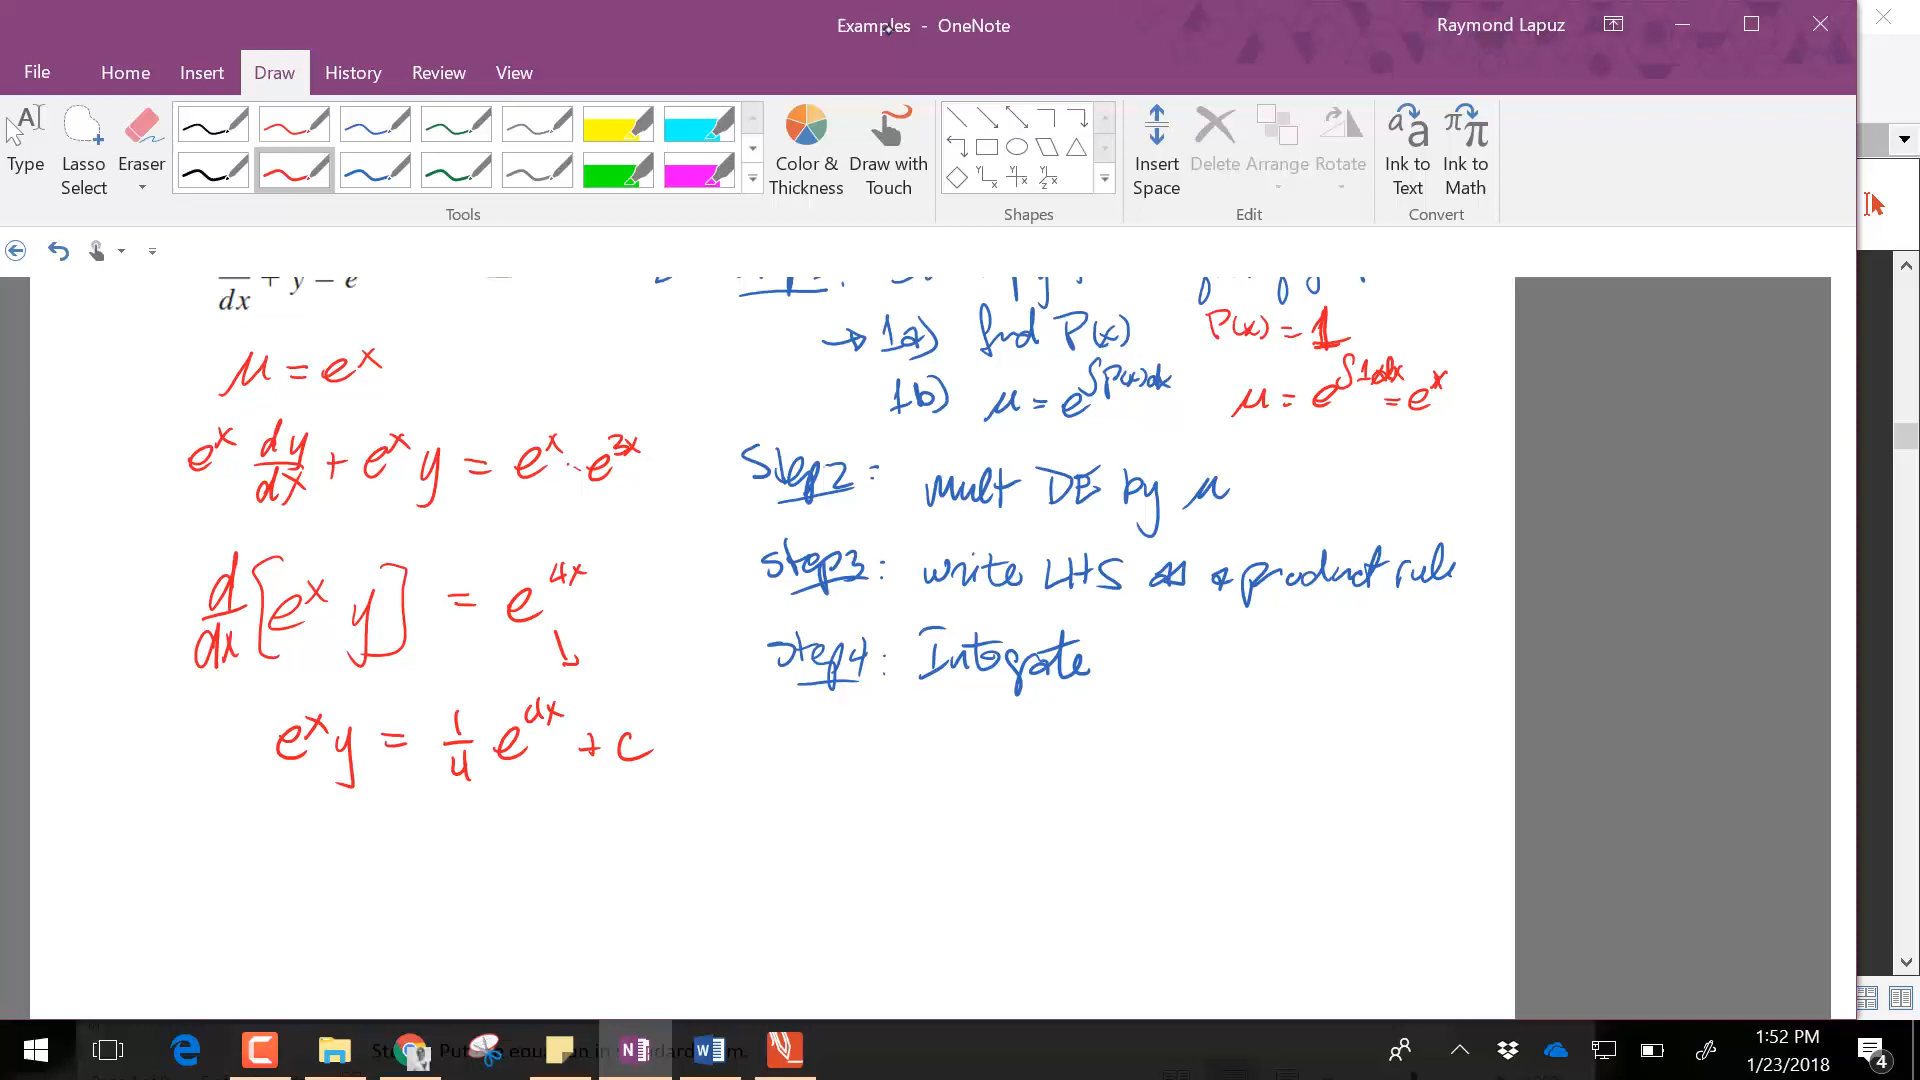 Examples - OneNote
Raymond Lapuz
File Home Insert Draw History Review View
Type
Lasso Select
Eraser
Color & Thickness
Draw with Touch
Insert Space
Delete Arrange Rotate
Ink to Text
Ink to Math
Tools Shapes Edit Convert
dx + y = e
→ 1a) find P(x) P(x) = 1
μ = e^x
1b) μ = e^∫P(x)dx μ = e^∫1dx = e^x
e^x dy/dx + e^x y = e^x · e^3x
Step2: mult DE by μ
step3: write LHS product rule
d/dx [e^x y] = e^4x
step4: Integrate
e^x y = 1/4 e^4x + c
1:52 PM
1/23/2018
4